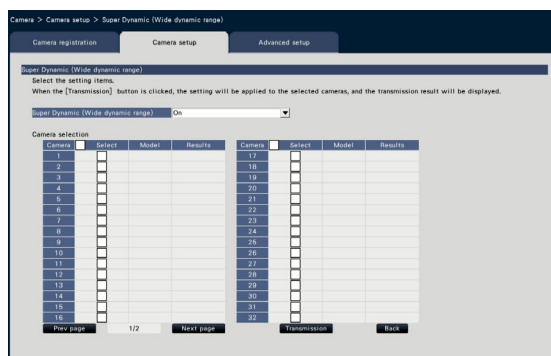 Camera > Camera setup > Super Dynamic (Wide dynamic range)
Camera registration Camera setup Advanced setup
Super Dynamic (Wide dynamic range)
Select the setting items.
When the [Transmission] button is clicked, the setting will be applied to the selected cameras, and the transmission result will be displayed.
Super Dynamic (Wide dynamic range) On
Camera selection
Camera Select Model Results Camera Select Model Results
1 17
2 18
3 19
4 20
5 21
6 22
7 23
8 24
9 25
10 26
11 27
12 28
13 29
14 30
15 31
16 32
Prev page 1/2 Next page Transmission Back